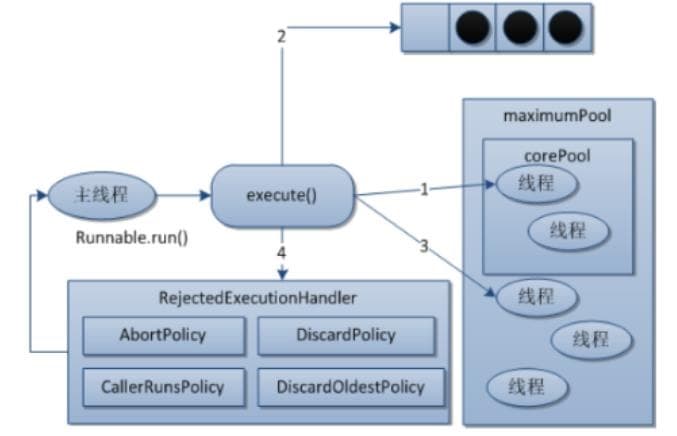 2
maximumPool
corePool
线程
主线程
execute()
1
线程
Runnable.run()
4
3
RejectedExecutionHandler
线程
AbortPolicy
DiscardPolicy
线程
CallerRunsPolicy
DiscardOldestPolicy
线程